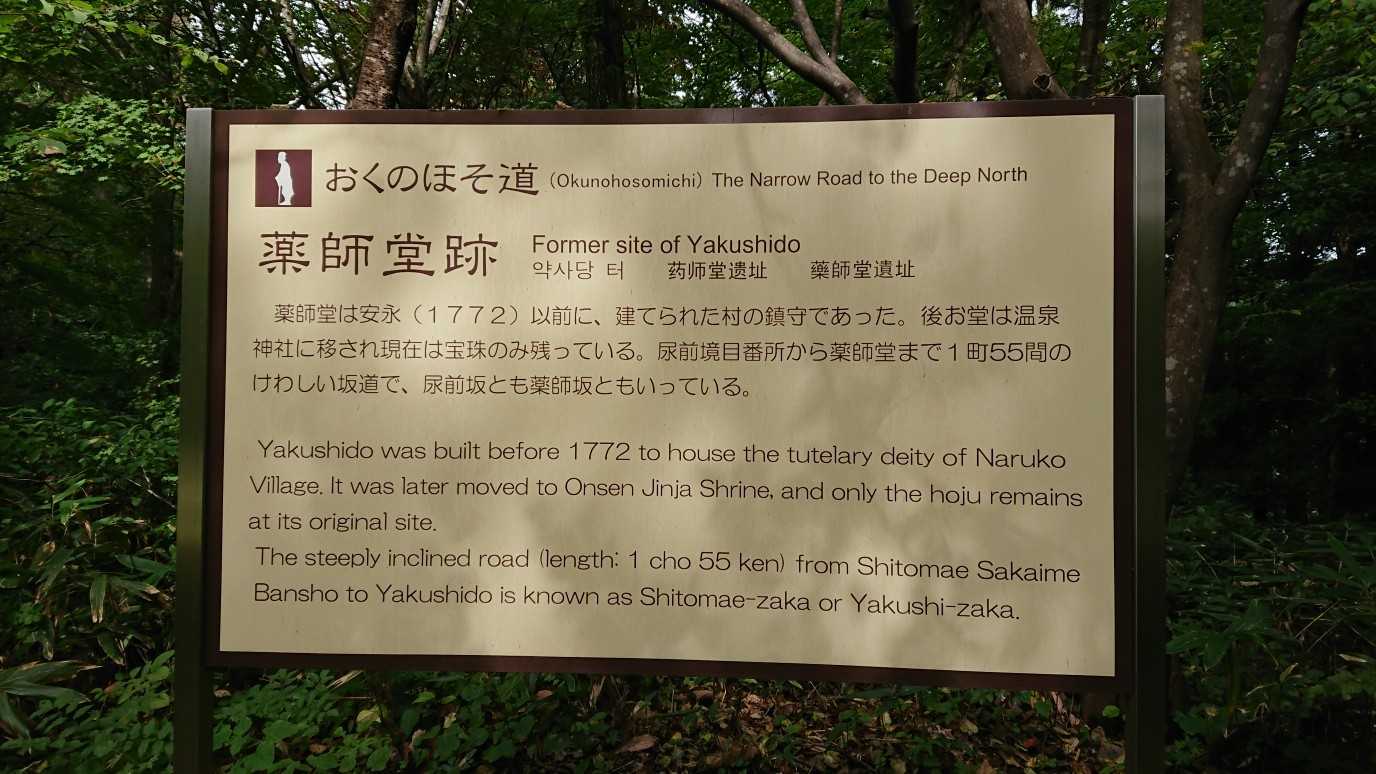 おくのほそ道 (Okunohosomichi) The Narrow Road to the Deep North
薬師堂跡 Former site of Yakushido
약사당 터 药师堂遗址 藥師堂遺址
薬師堂は安永（１７７２）以前に、建てられた村の鎮守であった。後お堂は温泉
神社に移され現在は宝珠のみ残っている。尿前境目番所から薬師堂まで１町55間の
けわしい坂道で、尿前坂とも薬師坂ともいっている。
Yakushido was built before 1772 to house the tutelary deity of Naruko
Village. It was later moved to Onsen Jinja Shrine, and only the hoju remains
at its original site.
The steeply inclined road (length: 1 cho 55 ken) from Shitomae Sakaime
Bansho to Yakushido is known as Shitomae-zaka or Yakushi-zaka.